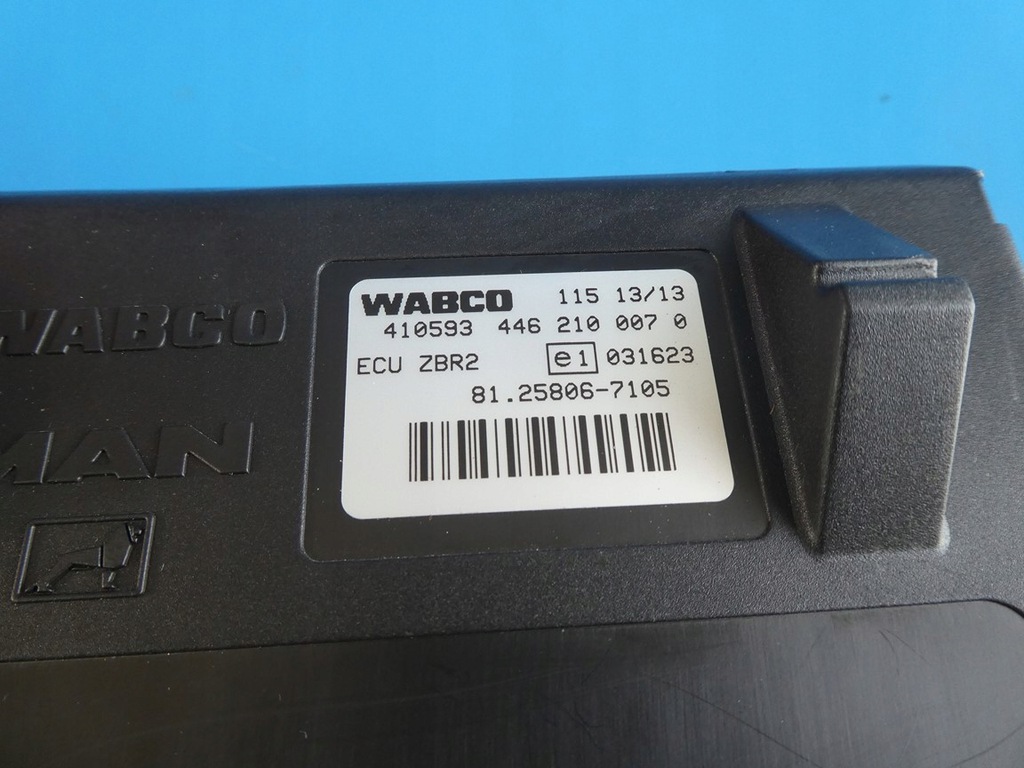 WABCO
MAN
WABCO 115 13/13
410593 446 210 007 0
ECU ZBR2 e1 031623
81.25806-7105